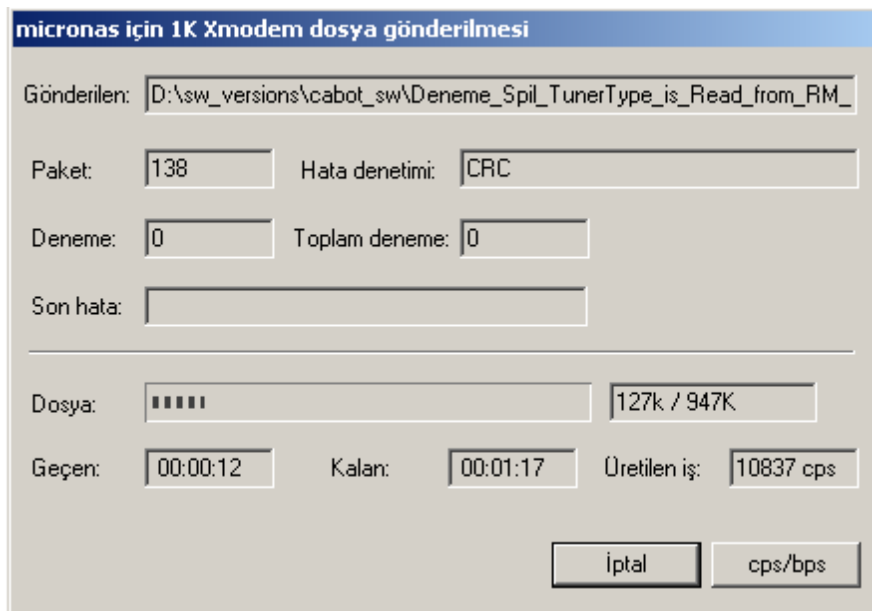 micronas için 1K Xmodem dosya gönderilmesi
Gönderilen: D:\sw_versions\cabot_sw\Deneme_Spil_TunerType_is_Read_from_RM_
Paket: 138 Hata denetimi: CRC
Deneme: 0 Toplam deneme: 0
Son hata:
Dosya: 127k / 947K
Geçen: 00:00:12 Kalan: 00:01:17 Üretilen iş: 10837 cps
İptal cps/bps